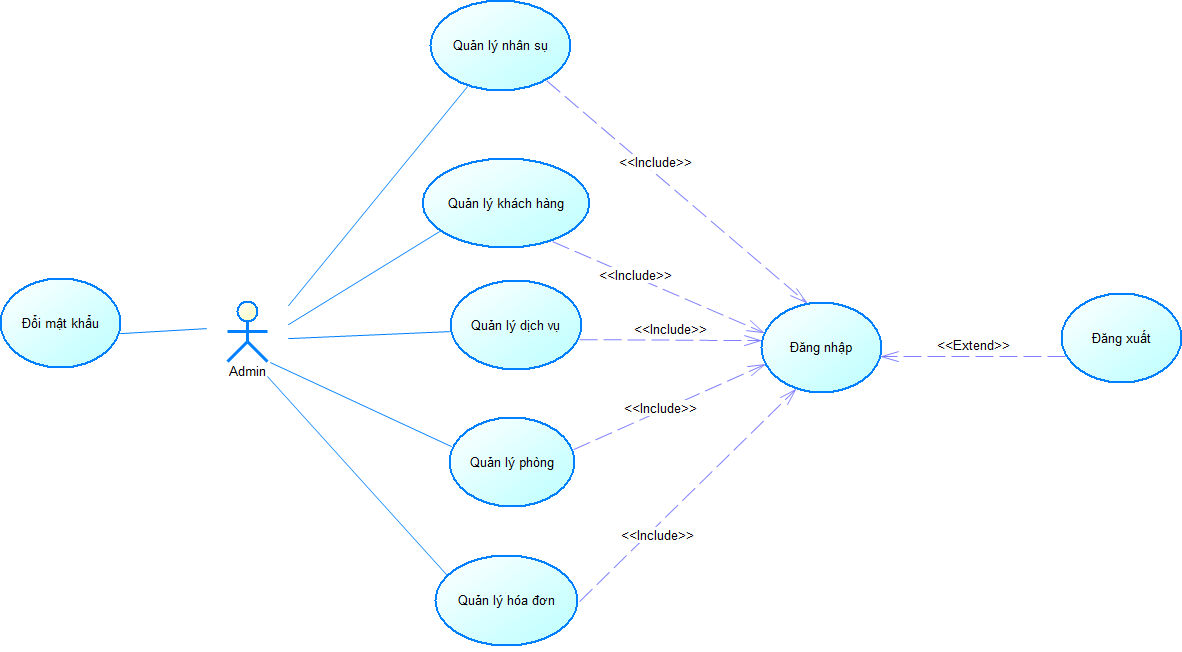 Quản lý nhân sự
<<Include>>
Quản lý khách hàng
<<Include>>
Đổi mật khẩu
Admin
Quản lý dịch vụ
<<Include>>
Đăng nhập
<<Extend>>
Đăng xuất
<<Include>>
Quản lý phòng
<<Include>>
Quản lý hóa đơn